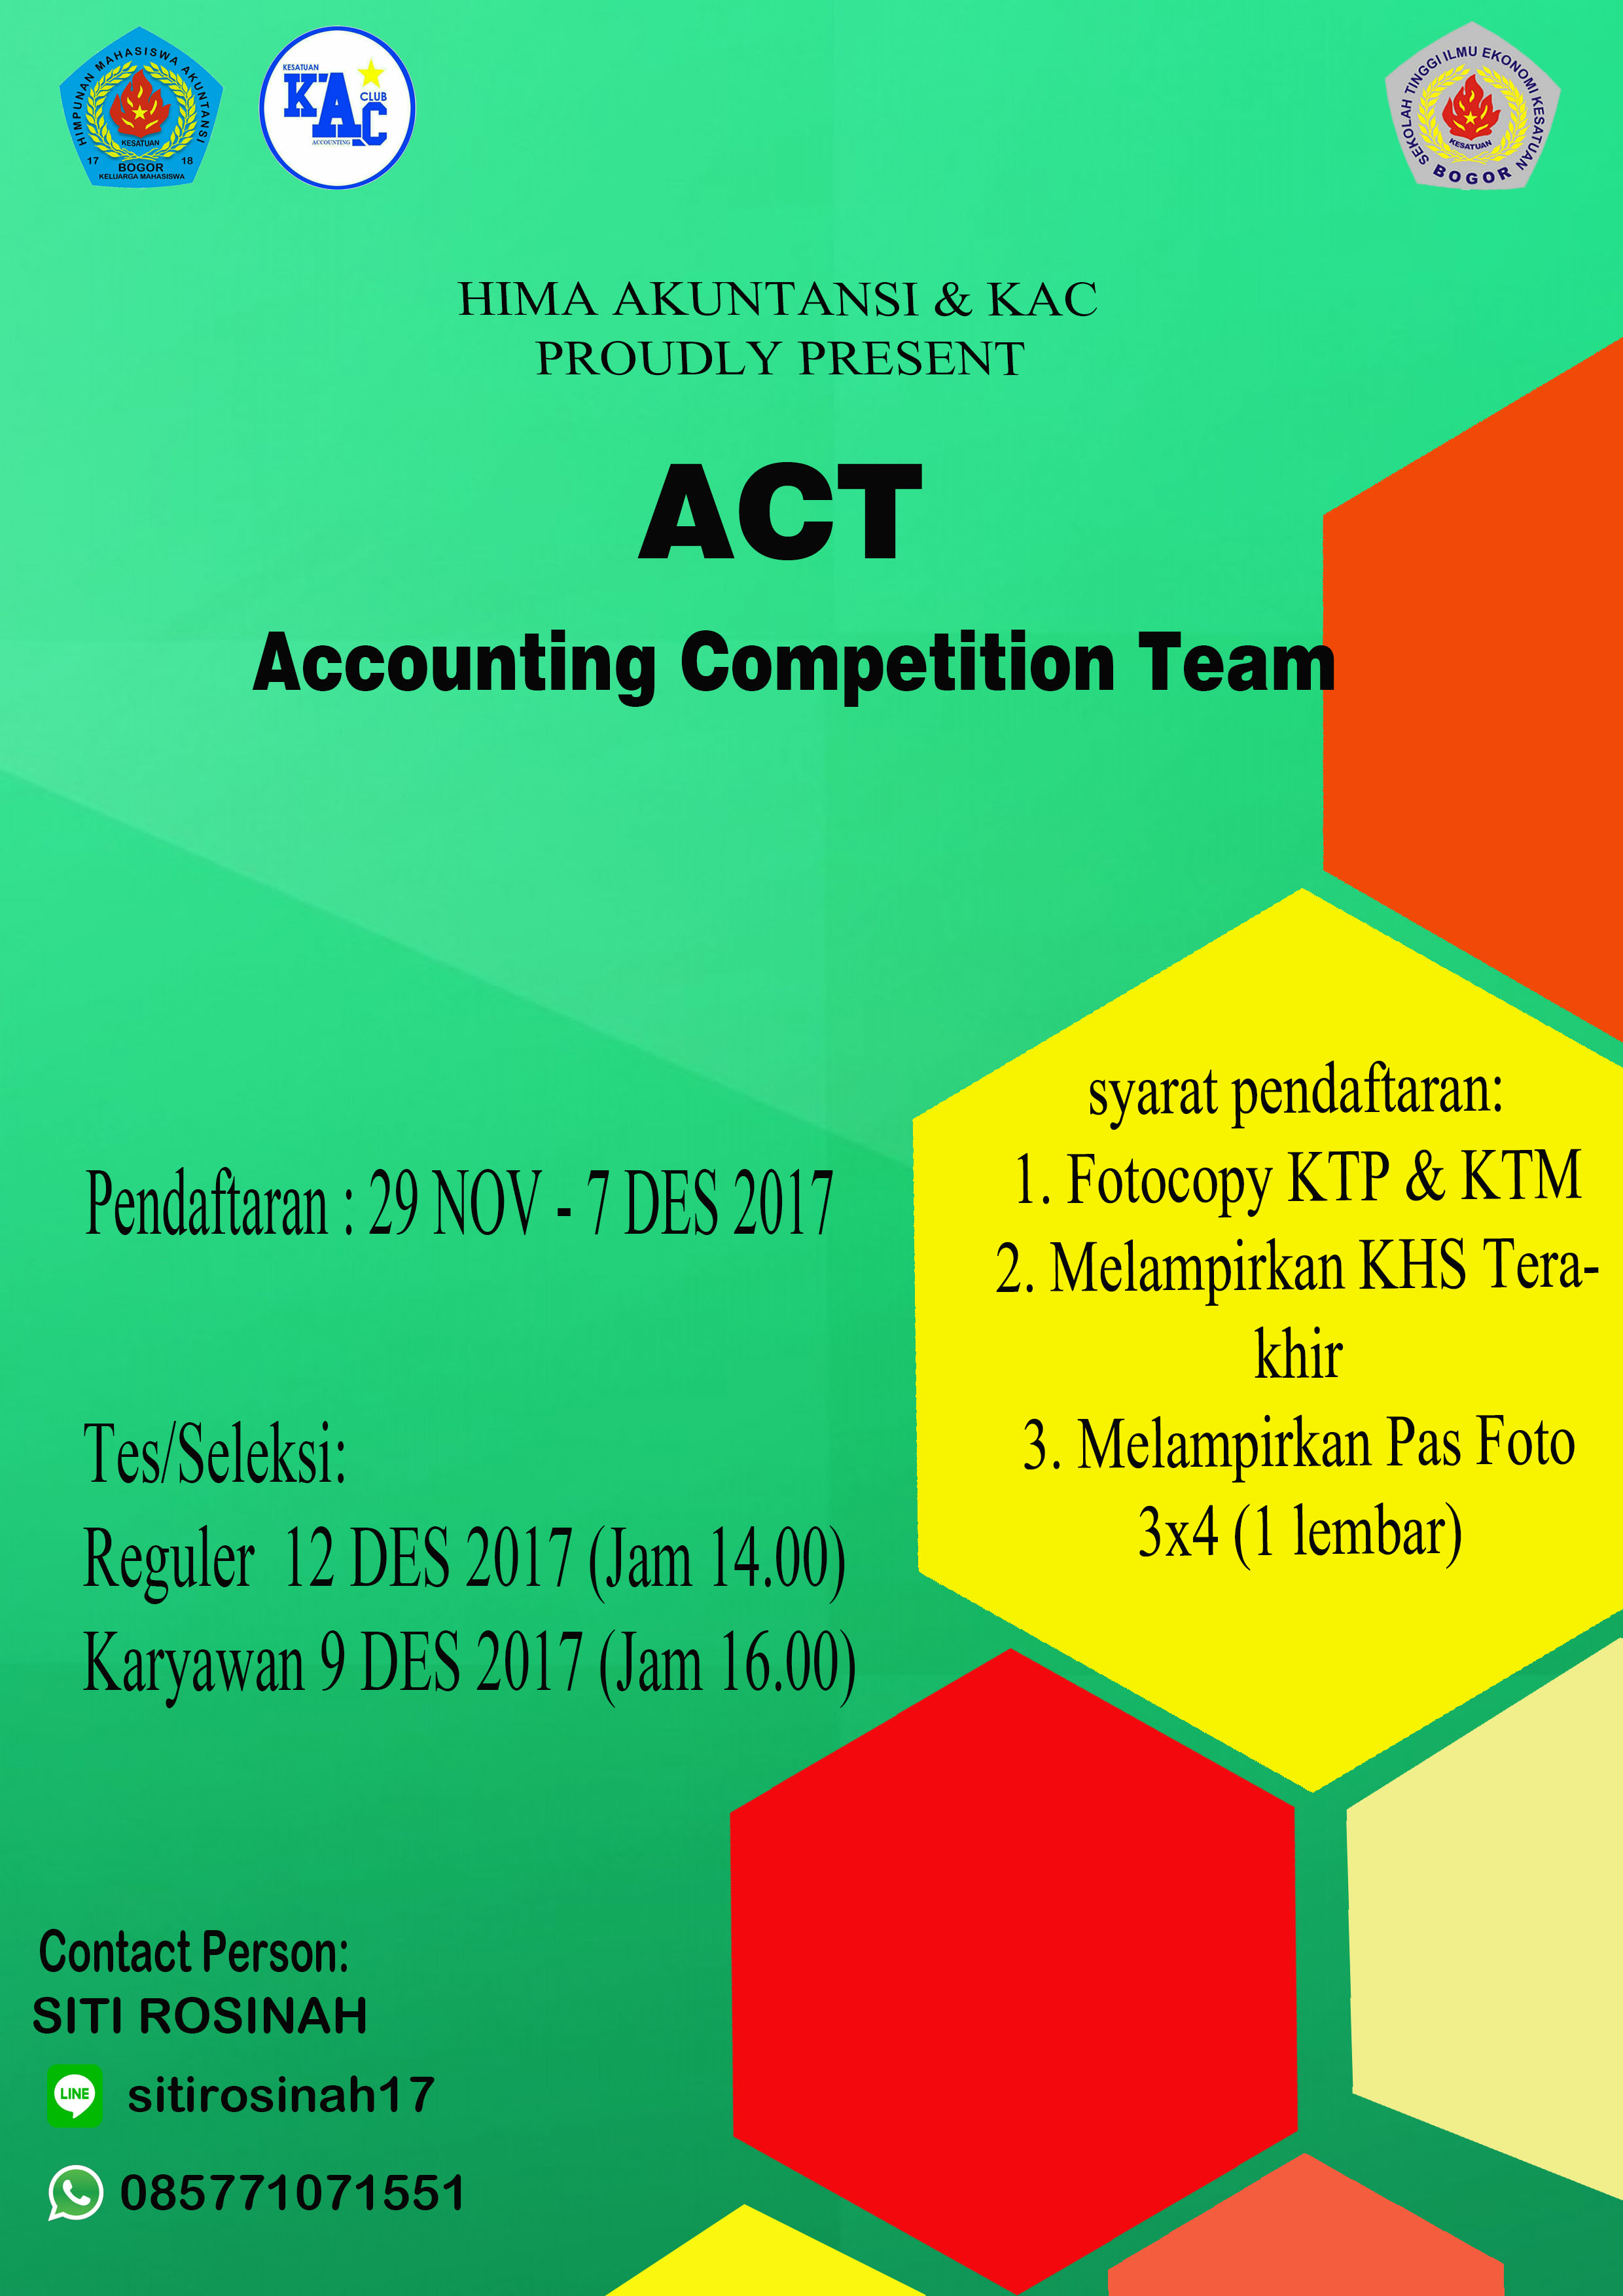 HIMPUNAN MAHASISWA AKUNTANSI
KESATUAN
17 18
BOGOR
KELUARGA MAHASISWA
KESATUAN
KAC
CLUB
ACCOUNTING
SEKOLAH TINGGI ILMU EKONOMI KESATUAN
KESATUAN
BOGOR
HIMA AKUNTANSI & KAC
PROUDLY PRESENT
ACT
Accounting Competition Team
syarat pendaftaran:
1. Fotocopy KTP & KTM
2. Melampirkan KHS Tera-
khir
3. Melampirkan Pas Foto
3x4 (1 lembar)
Pendaftaran : 29 NOV - 7 DES 2017
Tes/Seleksi:
Reguler 12 DES 2017 (Jam 14.00)
Karyawan 9 DES 2017 (Jam 16.00)
Contact Person:
SITI ROSINAH
LINE sitirosinah17
085771071551